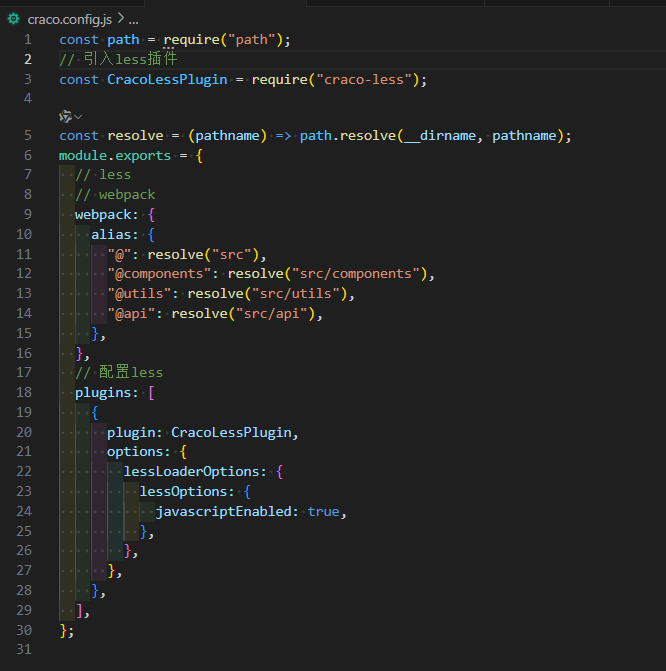 craco.config.js > ...
1 const path = require("path");
2 // 引入less插件
3 const CracoLessPlugin = require("craco-less");
4
5 const resolve = (pathname) => path.resolve(__dirname, pathname);
6 module.exports = {
7   // less
8   // webpack
9   webpack: {
10     alias: {
11       "@": resolve("src"),
12       "@components": resolve("src/components"),
13       "@utils": resolve("src/utils"),
14       "@api": resolve("src/api"),
15     },
16   },
17   // 配置less
18   plugins: [
19     {
20       plugin: CracoLessPlugin,
21       options: {
22         lessLoaderOptions: {
23           lessOptions: {
24             javascriptEnabled: true,
25           },
26         },
27       },
28     },
29   ],
30 };
31